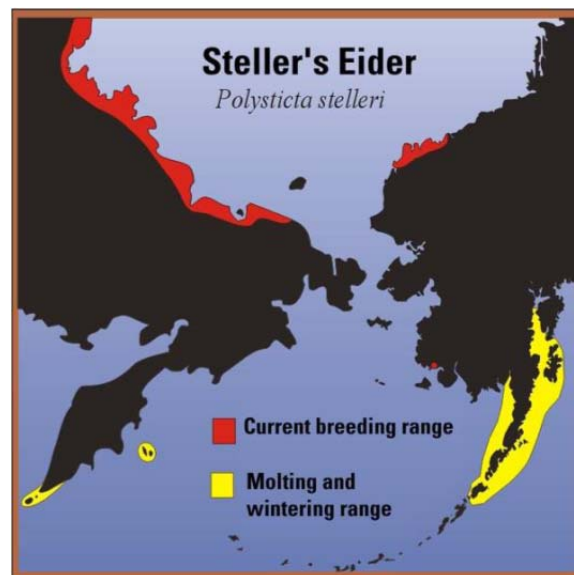 Steller's Eider
Polysticta stelleri
Current breeding range
Molting and
wintering range